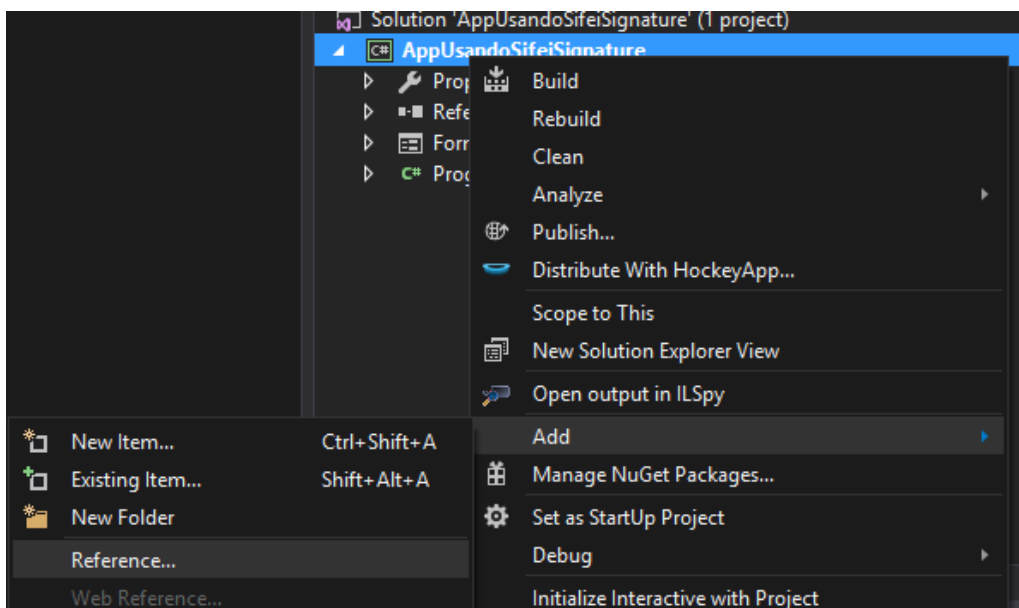 Solution 'AppUsandoSifeiSignature' (1 project)
C# AppUsandoSifeiSignature
Prop
Refe
Forr
C# Prog
Build
Rebuild
Clean
Analyze
Publish...
Distribute With HockeyApp...
Scope to This
New Solution Explorer View
Open output in ILSpy
Add
Manage NuGet Packages...
Set as StartUp Project
Debug
Initialize Interactive with Project
New Item... Ctrl+Shift+A
Existing Item... Shift+Alt+A
New Folder
Reference...
Web Reference...